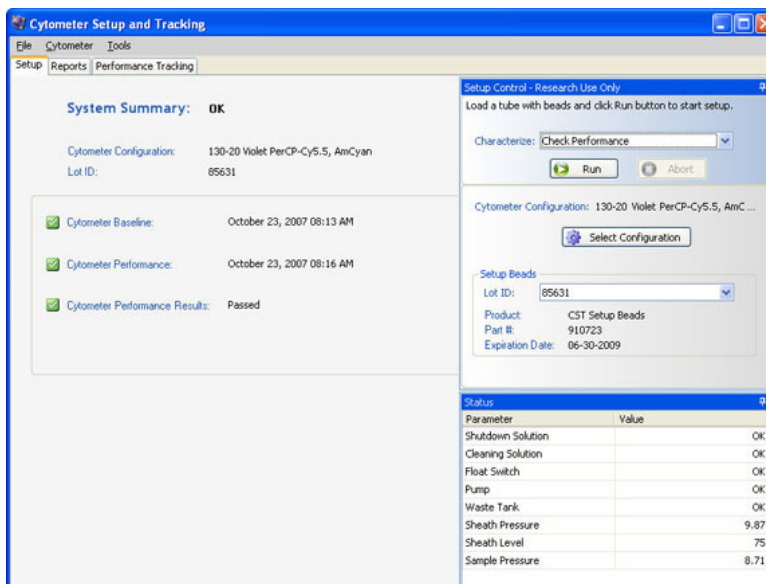 Cytometer Setup and Tracking
File Cytometer Tools
Setup Reports Performance Tracking
System Summary: OK
Cytometer Configuration: 130-20 Violet PerCP-Cy5.5, AmCyan
Lot ID: 85631
Cytometer Baseline: October 23, 2007 08:13 AM
Cytometer Performance: October 23, 2007 08:16 AM
Cytometer Performance Results: Passed
Setup Control - Research Use Only
Load a tube with beads and click Run button to start setup.
Characterize: Check Performance
Run Abort
Cytometer Configuration: 130-20 Violet PerCP-Cy5.5, AmC ...
Select Configuration
Setup Beads
Lot ID: 85631
Product: CST Setup Beads
Part #: 910723
Expiration Date: 06-30-2009
Status
Parameter Value
Shutdown Solution OK
Cleaning Solution OK
Float Switch OK
Pump OK
Waste Tank OK
Sheath Pressure 9.87
Sheath Level 75
Sample Pressure 8.71